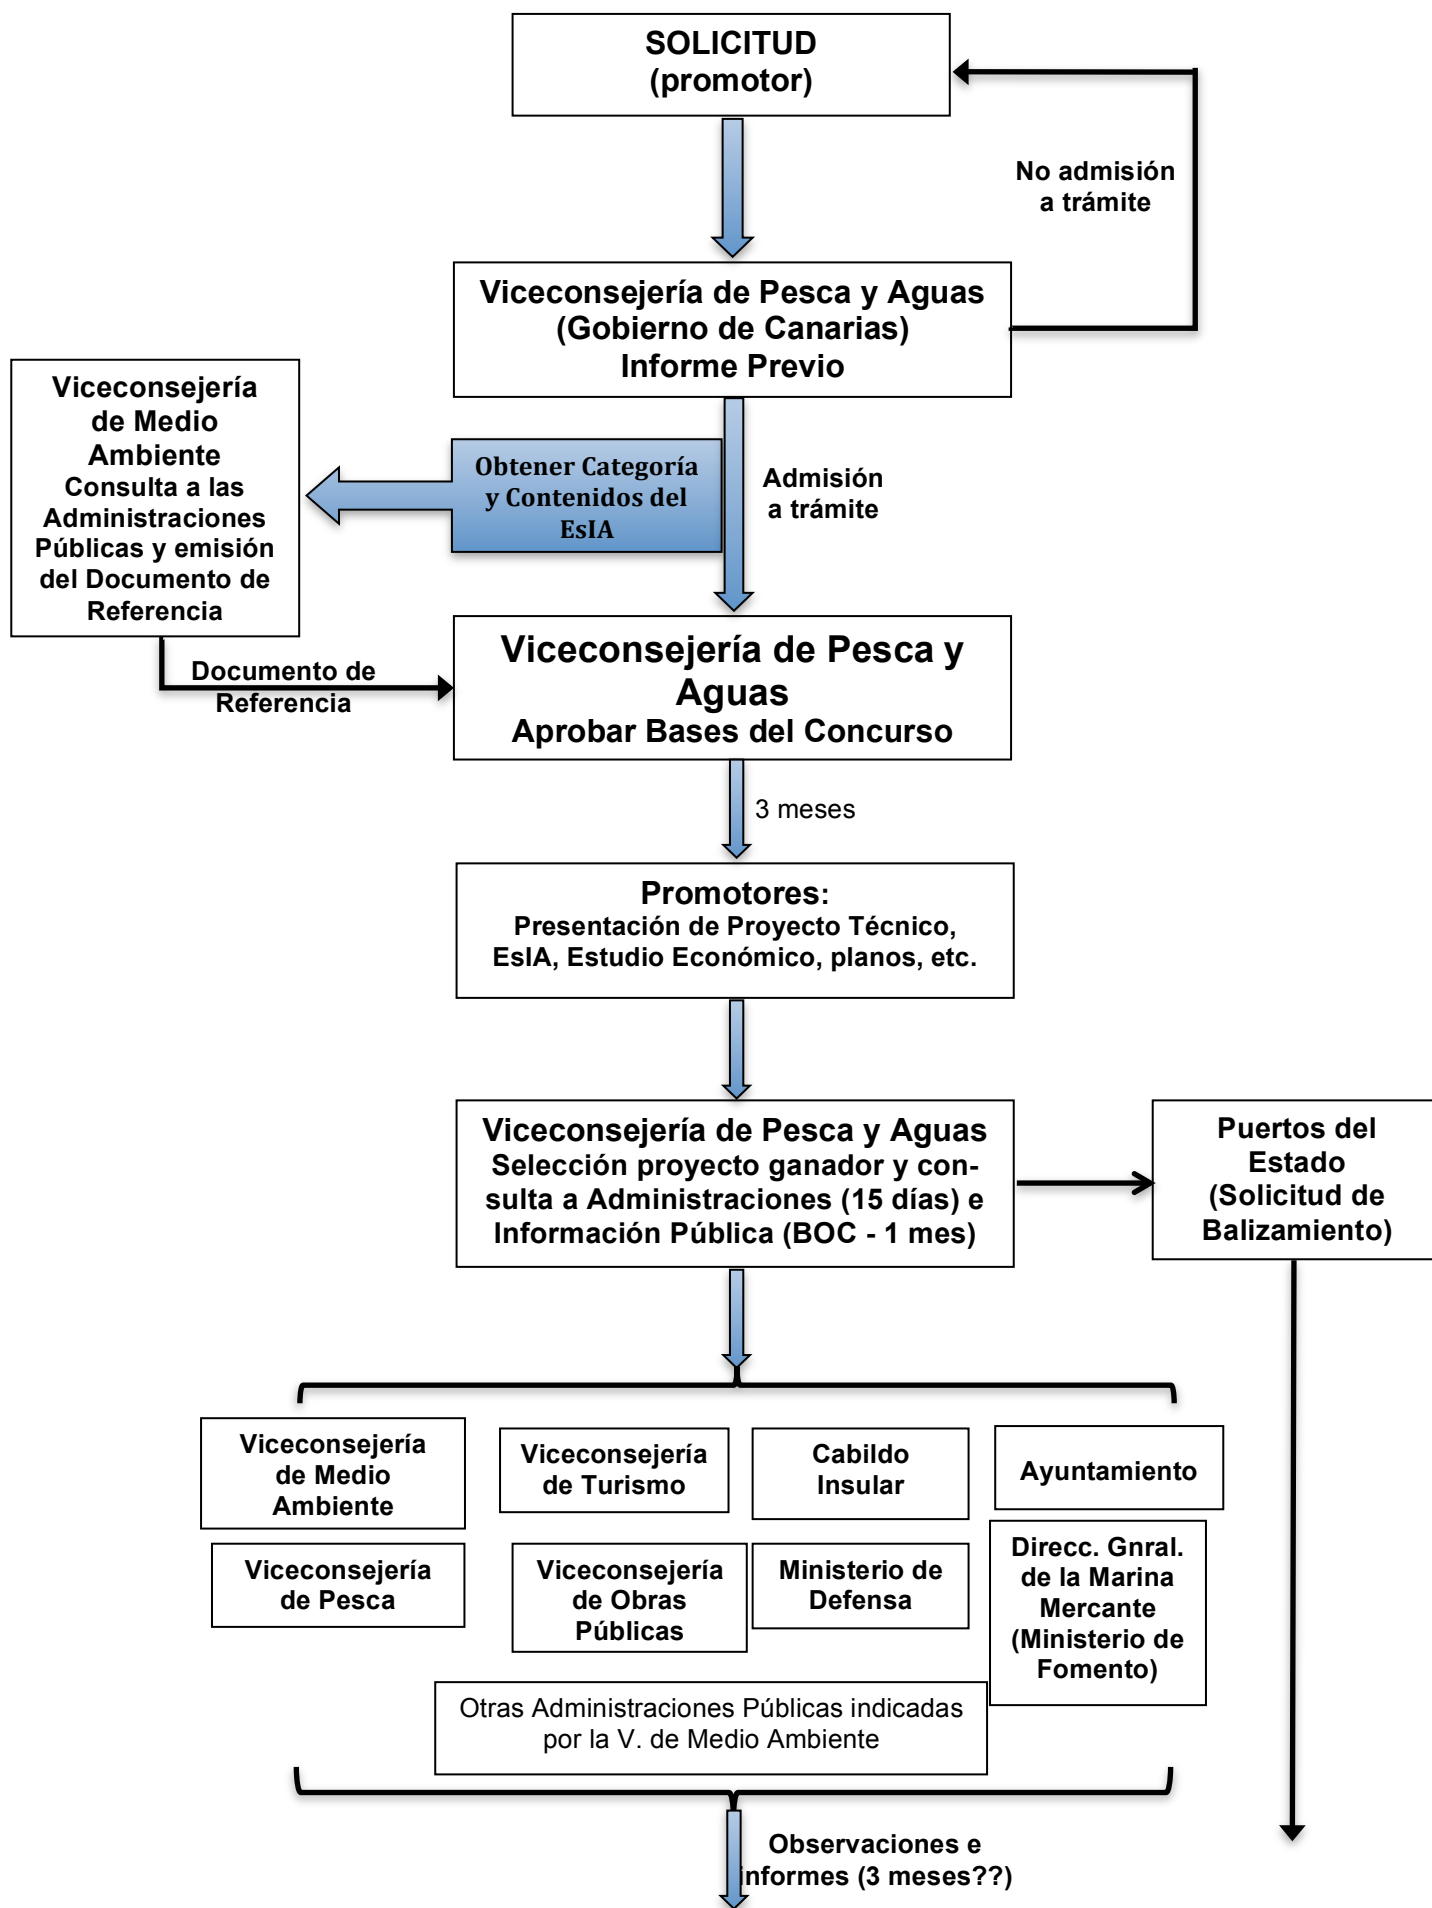 SOLICITUD
(promotor)
No admisión
a trámite
Viceconsejería de Pesca y Aguas
(Gobierno de Canarias)
Informe Previo
Viceconsejería
de Medio
Ambiente
Consulta a las
Administraciones
Públicas y emisión
del Documento de
Referencia
Obtener Categoría
y Contenidos del
EsIA
Admisión
a trámite
Documento de
Referencia
Viceconsejería de Pesca y
Aguas
Aprobar Bases del Concurso
3 meses
Promotores:
Presentación de Proyecto Técnico,
EsIA, Estudio Económico, planos, etc.
Viceconsejería de Pesca y Aguas
Selección proyecto ganador y con-
sulta a Administraciones (15 días) e
Información Pública (BOC - 1 mes)
Puertos del
Estado
(Solicitud de
Balizamiento)
Viceconsejería
de Medio
Ambiente
Viceconsejería
de Turismo
Cabildo
Insular
Ayuntamiento
Viceconsejería
de Pesca
Viceconsejería
de Obras
Públicas
Ministerio de
Defensa
Direcc. Gnral.
de la Marina
Mercante
(Ministerio de
Fomento)
Otras Administraciones Públicas indicadas
por la V. de Medio Ambiente
Observaciones e
informes (3 meses??)